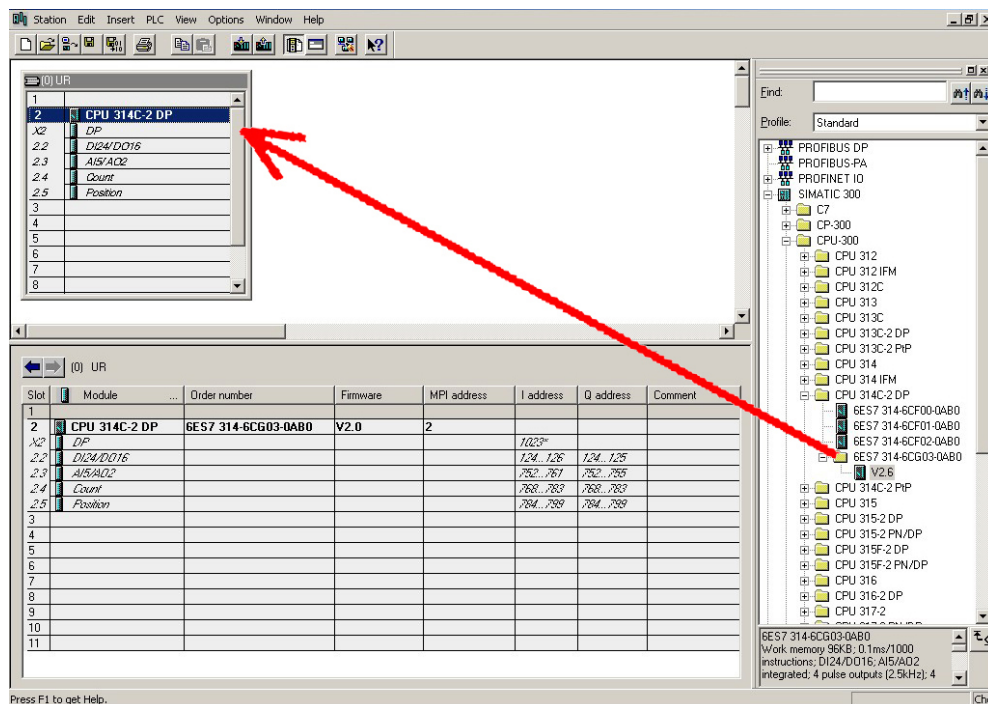 Station Edit Insert PLC View Options Window Help
(0) UR
1
2 CPU 314C-2 DP
X2 DP
2.2 DI24/DO16
2.3 AI5/AO2
2.4 Count
2.5 Position
3
4
5
6
7
8
(0) UR
Slot Module ... Order number Firmware MPI address I address Q address Comment
1
2 CPU 314C-2 DP 6ES7 314-6CG03-0AB0 V2.0 2
X2 DP 1023*
2.2 DI24/DO16 124...126 124...125
2.3 AI5/AO2 752...761 752...755
2.4 Count 768...783 768...783
2.5 Position 784...799 784...799
3
4
5
6
7
8
9
10
11
Find:
Profile: Standard
PROFIBUS DP
PROFIBUS-PA
PROFINET IO
SIMATIC 300
C7
CP-300
CPU-300
CPU 312
CPU 312 IFM
CPU 312C
CPU 313
CPU 313C
CPU 313C-2 DP
CPU 313C-2 PtP
CPU 314
CPU 314 IFM
CPU 314C-2 DP
6ES7 314-6CF00-0AB0
6ES7 314-6CF01-0AB0
6ES7 314-6CF02-0AB0
6ES7 314-6CG03-0AB0
V2.6
CPU 314C-2 PtP
CPU 315
CPU 315-2 DP
CPU 315-2 PN/DP
CPU 315F-2 DP
CPU 315F-2 PN/DP
CPU 316
CPU 316-2 DP
CPU 317-2
6ES7 314-6CG03-0AB0
Work memory 96KB; 0.1ms/1000
instructions; DI24/DO16; AI5/AO2
integrated; 4 pulse outputs (2.5kHz); 4
Press F1 to get Help.